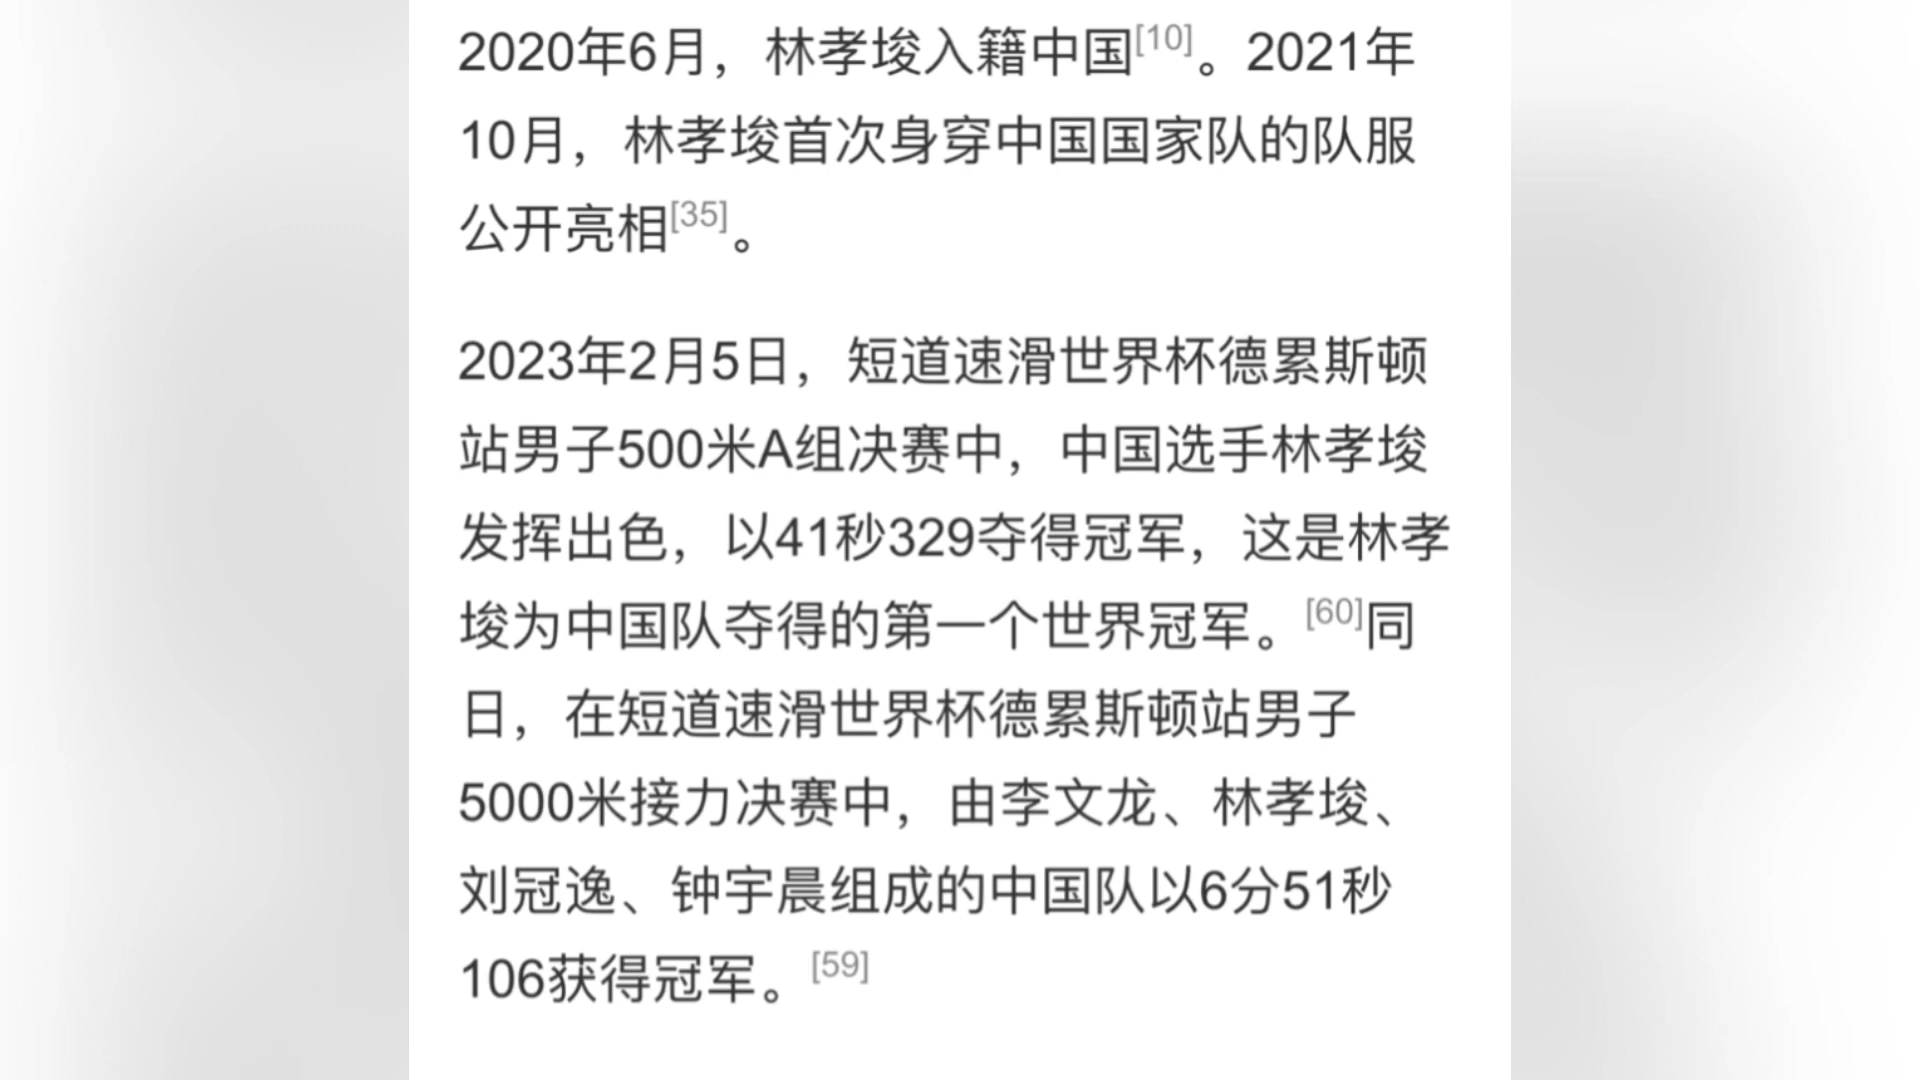 2020年6月，林孝埈入籍中国[10]。2021年
10月，林孝埈首次身穿中国国家队的队服
公开亮相[35]。
2023年2月5日，短道速滑世界杯德累斯顿
站男子500米A组决赛中，中国选手林孝埈
发挥出色，以41秒329夺得冠军，这是林孝
埈为中国队夺得的第一个世界冠军。[60]同
日，在短道速滑世界杯德累斯顿站男子
5000米接力决赛中，由李文龙、林孝埈、
刘冠逸、钟宇晨组成的中国队以6分51秒
106获得冠军。[59]